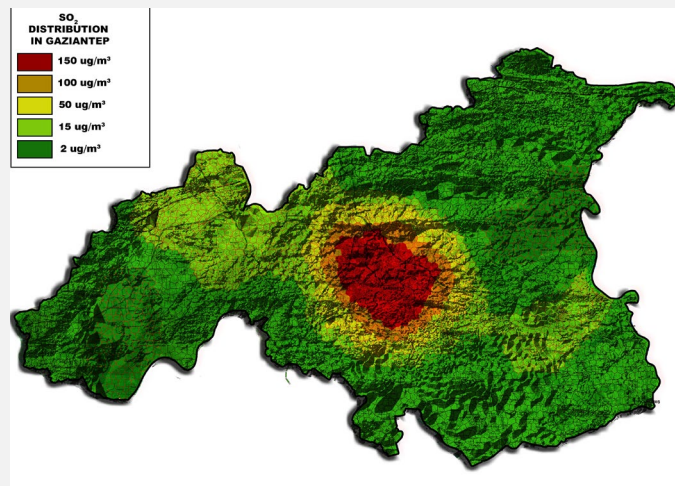 SO₂
DISTRIBUTION
IN GAZIANTEP
150 ug/m³
100 ug/m³
50 ug/m³
15 ug/m³
2 ug/m³